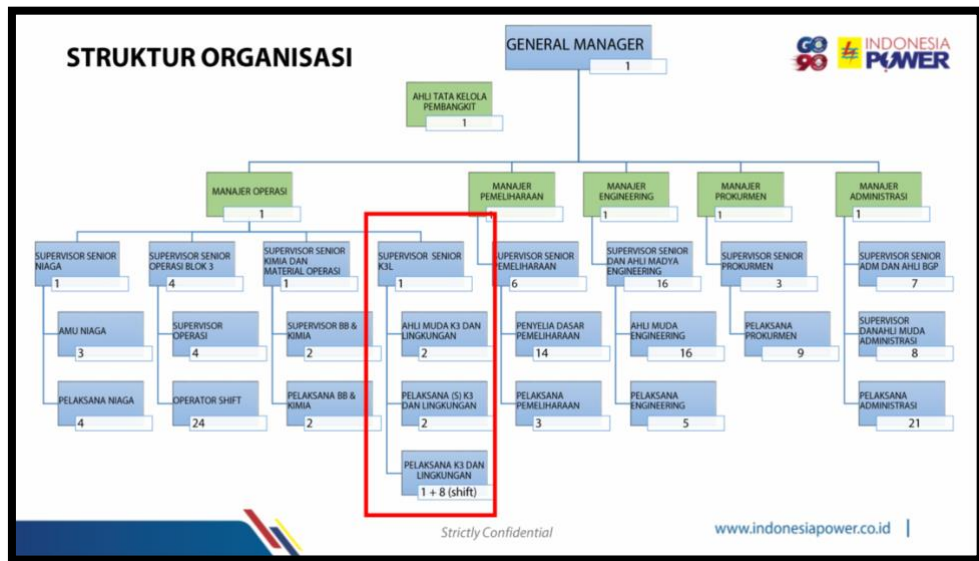 STRUKTUR ORGANISASI
GENERAL MANAGER
1
GO
90
INDONESIA
POWER
AHLI TATA KELOLA
PEMBANGKIT
1
MANAJER OPERASI
1
MANAJER
PEMELIHARAAN
1
MANAJER
ENGINEERING
1
MANAJER
PROKURMEN
1
MANAJER
ADMINISTRASI
1
SUPERVISOR SENIOR
NIAGA
1
SUPERVISOR SENIOR
OPERASI BLOK 3
4
SUPERVISOR SENIOR
KIMIA DAN
MATERIAL OPERASI
1
SUPERVISOR SENIOR
K3L
1
SUPERVISOR SENIOR
PEMELIHARAAN
6
SUPERVISOR SENIOR
DAN AHLI MADYA
ENGINEERING
16
SUPERVISOR SENIOR
PROKURMEN
3
SUPERVISOR SENIOR
ADM DAN AHLI BGP
7
AMU NIAGA
3
SUPERVISOR
OPERASI
4
SUPERVISOR BB &
KIMIA
2
AHLI MUDA K3 DAN
LINGKUNGAN
2
PENYELIA DASAR
PEMELIHARAAN
14
AHLI MUDA
ENGINEERING
16
PELAKSANA
PROKURMEN
9
SUPERVISOR
DANAHLI MUDA
ADMINISTRASI
8
PELAKSANA NIAGA
4
OPERATOR SHIFT
24
PELAKSANA BB &
KIMIA
2
PELAKSANA (S) K3
DAN LINGKUNGAN
2
PELAKSANA
PEMELIHARAAN
3
PELAKSANA
ENGINEERING
5
PELAKSANA
ADMINISTRASI
21
PELAKSANA K3 DAN
LINGKUNGAN
1 + 8 (shift)
Strictly Confidential
www.indonesiapower.co.id